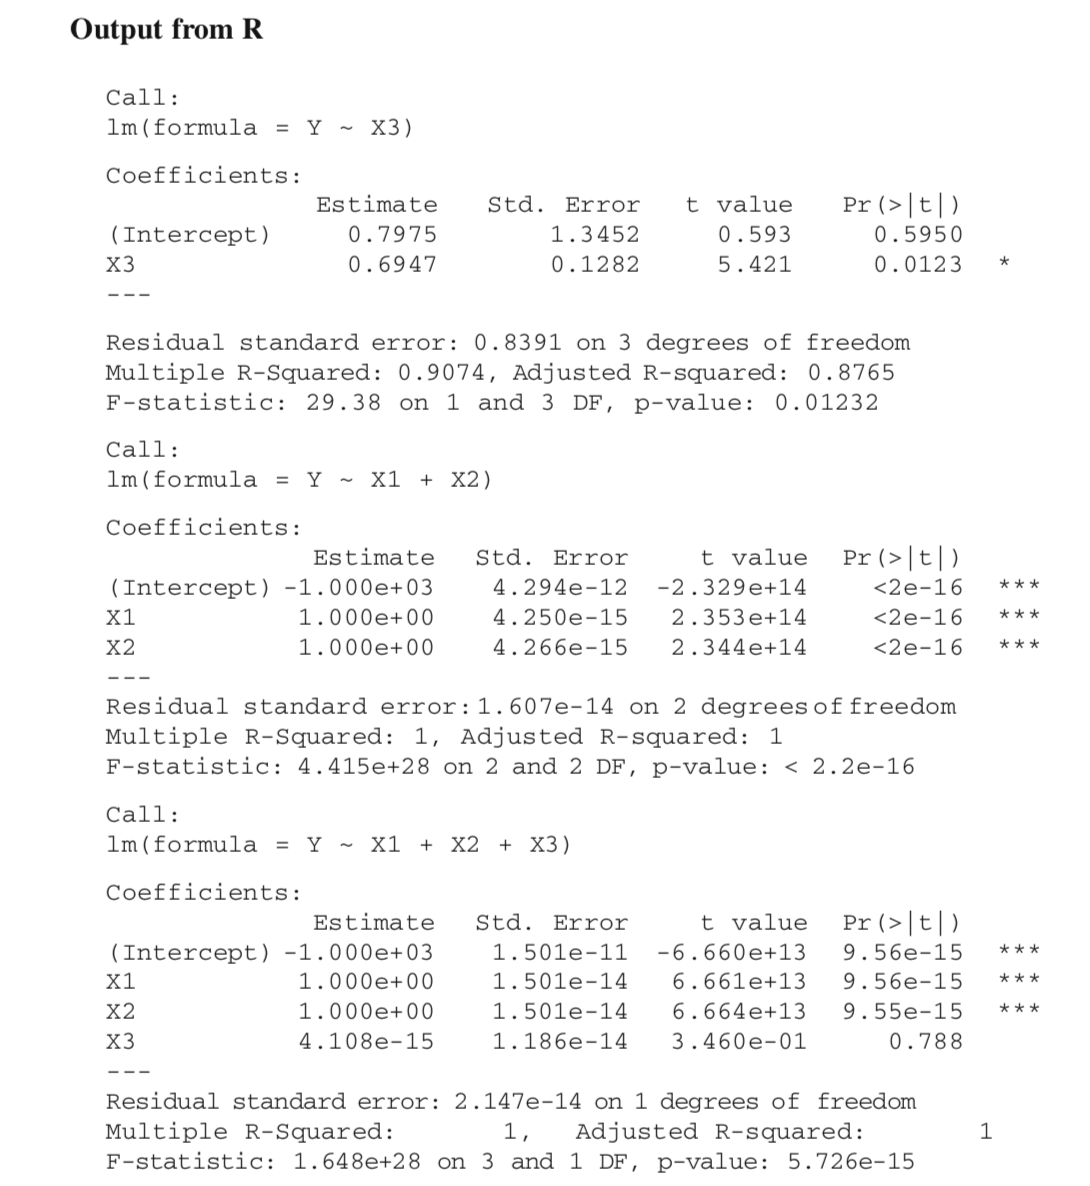 Output from R
Call:
lm(formula = Y ~ X3)
Coefficients:
Estimate Std. Error t value Pr(>|t|)
(Intercept) 0.7975 1.3452 0.593 0.5950
X3 0.6947 0.1282 5.421 0.0123 *
---
Residual standard error: 0.8391 on 3 degrees of freedom
Multiple R-Squared: 0.9074, Adjusted R-squared: 0.8765
F-statistic: 29.38 on 1 and 3 DF, p-value: 0.01232
Call:
lm(formula = Y ~ X1 + X2)
Coefficients:
Estimate Std. Error t value Pr(>|t|)
(Intercept) -1.000e+03 4.294e-12 -2.329e+14 <2e-16 ***
X1 1.000e+00 4.250e-15 2.353e+14 <2e-16 ***
X2 1.000e+00 4.266e-15 2.344e+14 <2e-16 ***
---
Residual standard error: 1.607e-14 on 2 degrees of freedom
Multiple R-Squared: 1, Adjusted R-squared: 1
F-statistic: 4.415e+28 on 2 and 2 DF, p-value: < 2.2e-16
Call:
lm(formula = Y ~ X1 + X2 + X3)
Coefficients:
Estimate Std. Error t value Pr(>|t|)
(Intercept) -1.000e+03 1.501e-11 -6.660e+13 9.56e-15 ***
X1 1.000e+00 1.501e-14 6.661e+13 9.56e-15 ***
X2 1.000e+00 1.501e-14 6.664e+13 9.55e-15 ***
X3 4.108e-15 1.186e-14 3.460e-01 0.788
---
Residual standard error: 2.147e-14 on 1 degrees of freedom
Multiple R-Squared: 1, Adjusted R-squared: 1
F-statistic: 1.648e+28 on 3 and 1 DF, p-value: 5.726e-15